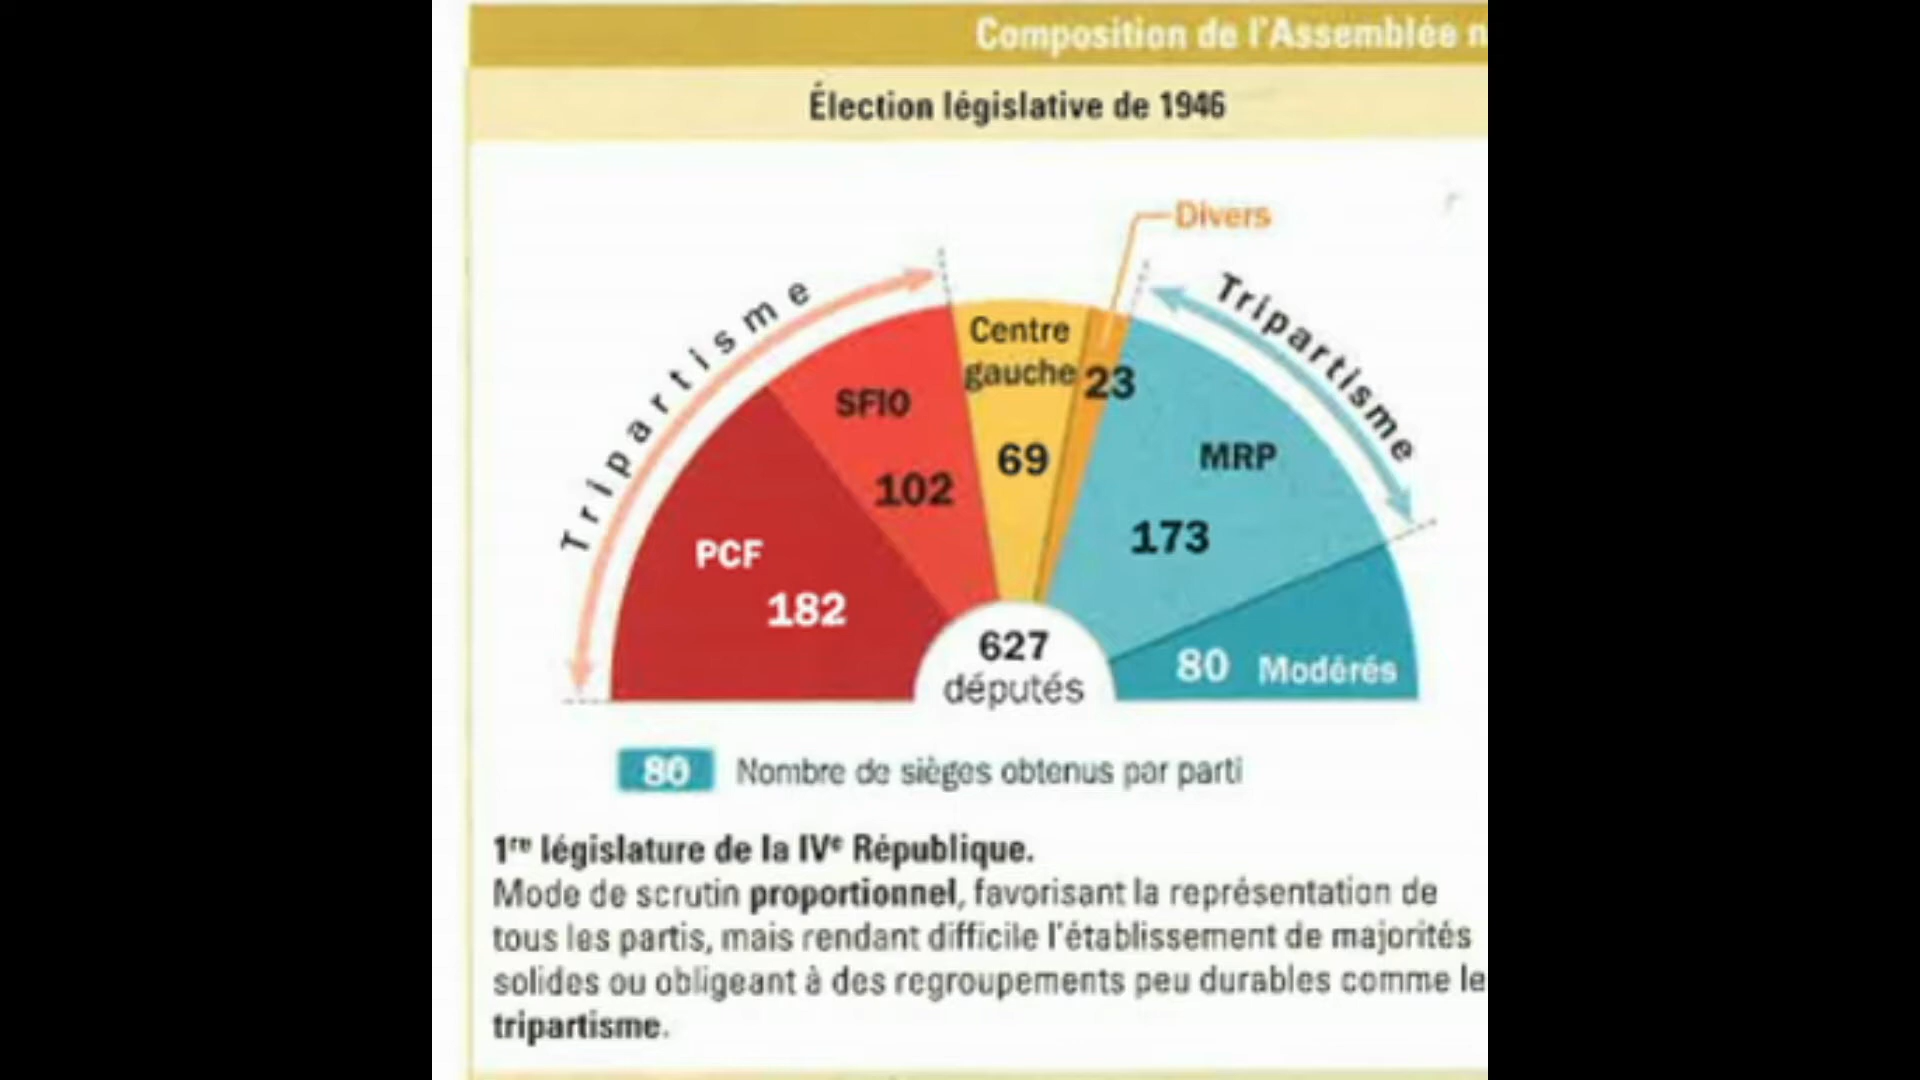 Composition de l'Assemblée n
Élection législative de 1946
Divers
Tripartisme
Tripartisme
Centre
gauche
23
SFIO
102
69
MRP
173
PCF
182
627
députés
80 Modérés
80 Nombre de sièges obtenus par parti
1re législature de la IVe République.
Mode de scrutin proportionnel, favorisant la représentation de
tous les partis, mais rendant difficile l'établissement de majorités
solides ou obligeant à des regroupements peu durables comme le
tripartisme.